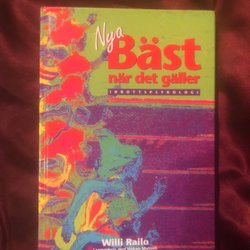 Nya
Bäst
när det gäller
IDROTTSPSYKOLOGI
Willi Railo